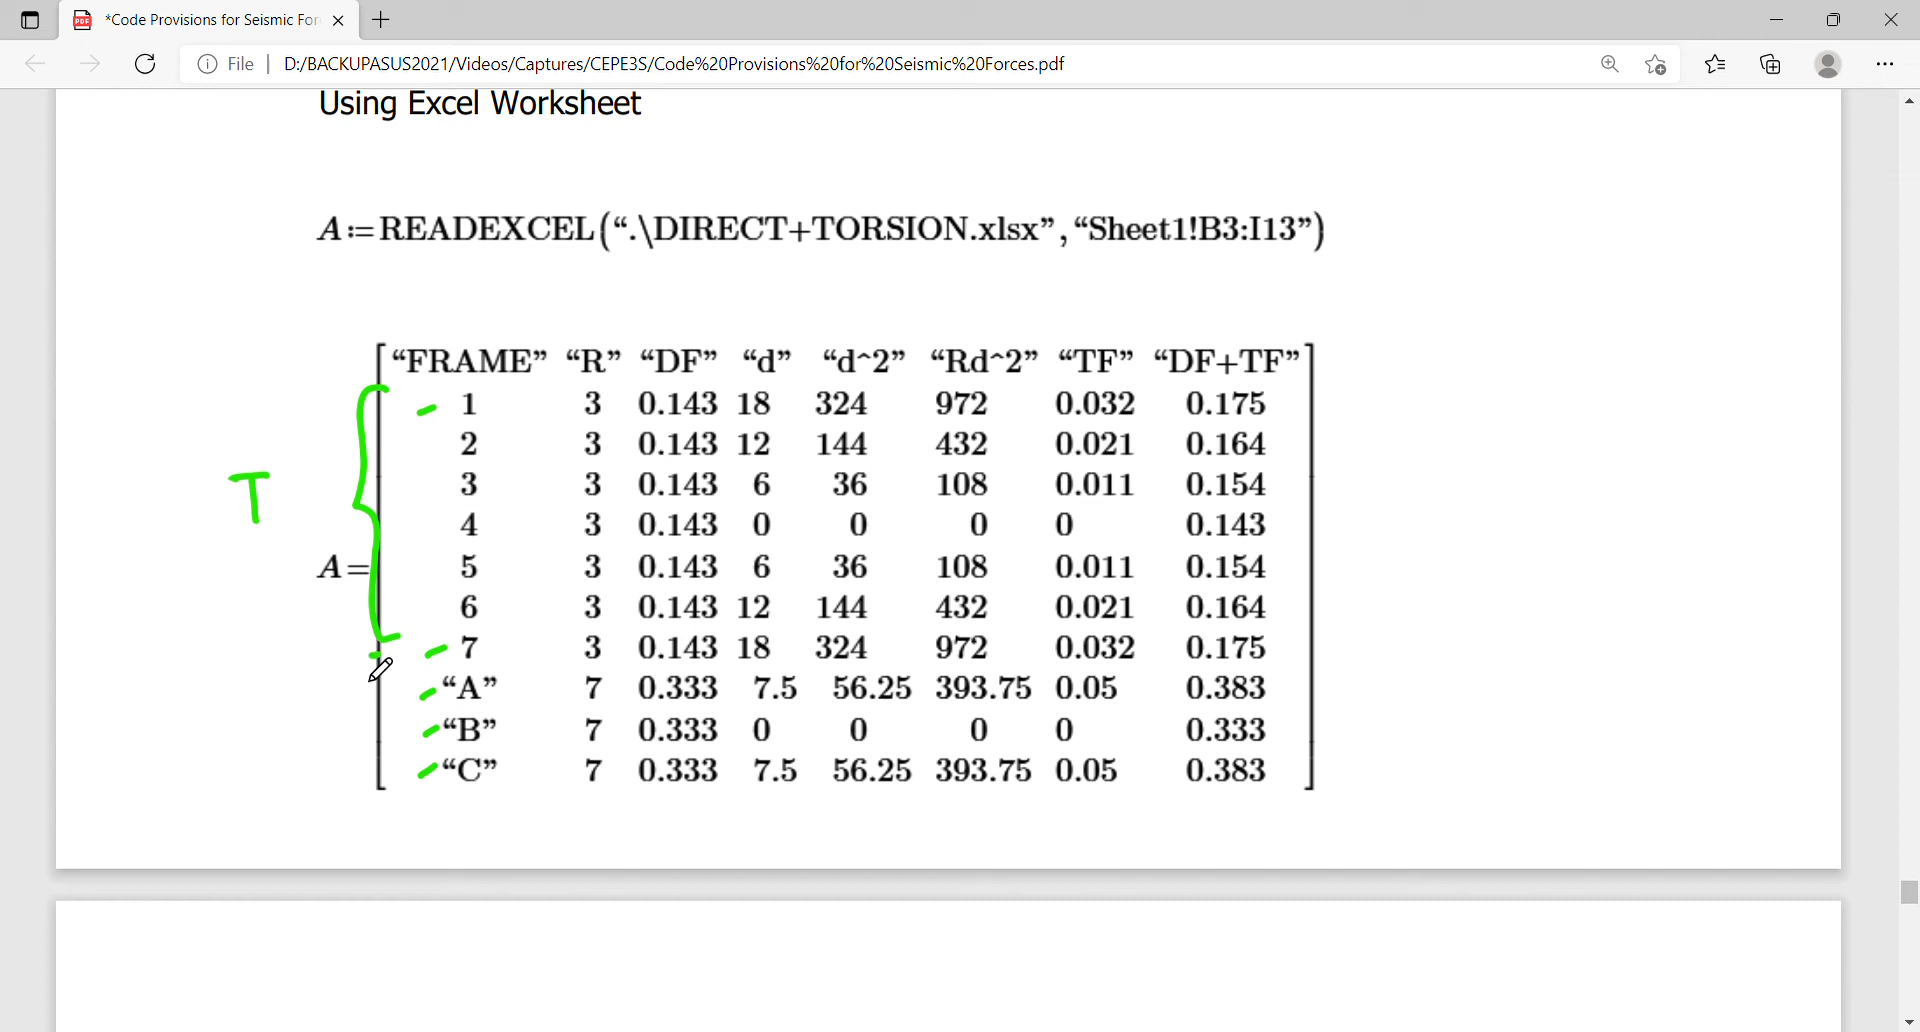 *Code Provisions for Seismic For
File | D:/BACKUPASUS2021/Videos/Captures/CEPE3S/Code%20Provisions%20for%20Seismic%20Forces.pdf
Using Excel Worksheet
A:=READEXCEL(“.\DIRECT+TORSION.xlsx”, “Sheet1!B3:I13”)
“FRAME” “R” “DF” “d” “d^2” “Rd^2” “TF” “DF+TF”
1 3 0.143 18 324 972 0.032 0.175
2 3 0.143 12 144 432 0.021 0.164
3 3 0.143 6 36 108 0.011 0.154
T
4 3 0.143 0 0 0 0 0.143
A= 5 3 0.143 6 36 108 0.011 0.154
6 3 0.143 12 144 432 0.021 0.164
7 3 0.143 18 324 972 0.032 0.175
“A” 7 0.333 7.5 56.25 393.75 0.05 0.383
“B” 7 0.333 0 0 0 0 0.333
“C” 7 0.333 7.5 56.25 393.75 0.05 0.383